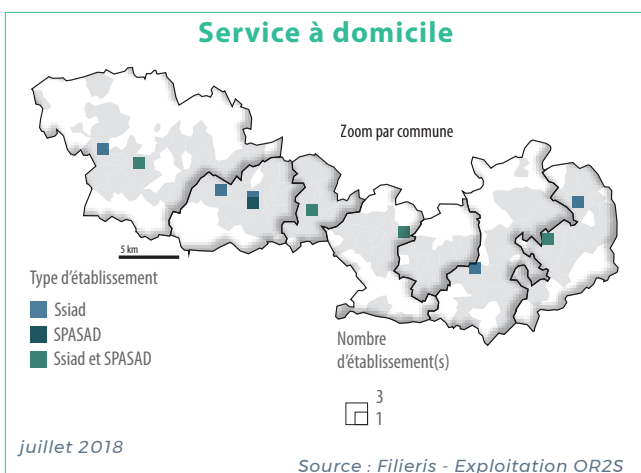 Service à domicile
Zoom par commune
5 km
Type d'établissement
Ssiad
SPASAD
Ssiad et SPASAD
Nombre
d'établissement(s)
3
1
juillet 2018
Source : Filieris - Exploitation OR2S